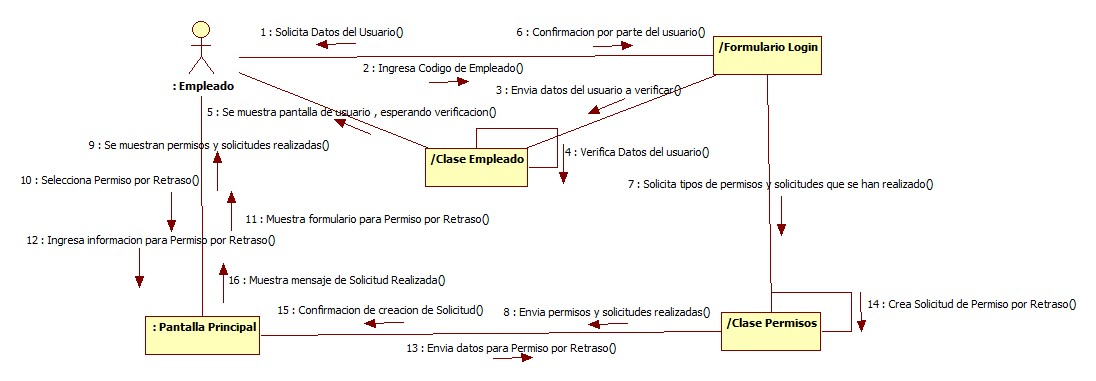 1 : Solicita Datos del Usuario()
6 : Confirmacion por parte del usuario()
/Formulario Login
2 : Ingresa Codigo de Empleado()
: Empleado
3 : Envia datos del usuario a verificar()
5 : Se muestra pantalla de usuario , esperando verificacion()
9 : Se muestran permisos y solicitudes realizadas()
/Clase Empleado
4 : Verifica Datos del usuario()
10 : Selecciona Permiso por Retraso()
7 : Solicita tipos de permisos y solicitudes que se han realizado()
11 : Muestra formulario para Permiso por Retraso()
12 : Ingresa informacion para Permiso por Retraso()
16 : Muestra mensaje de Solicitud Realizada()
15 : Confirmacion de creacion de Solicitud()
8 : Envia permisos y solicitudes realizadas()
14 : Crea Solicitud de Permiso por Retraso()
: Pantalla Principal
/Clase Permisos
13 : Envia datos para Permiso por Retraso()